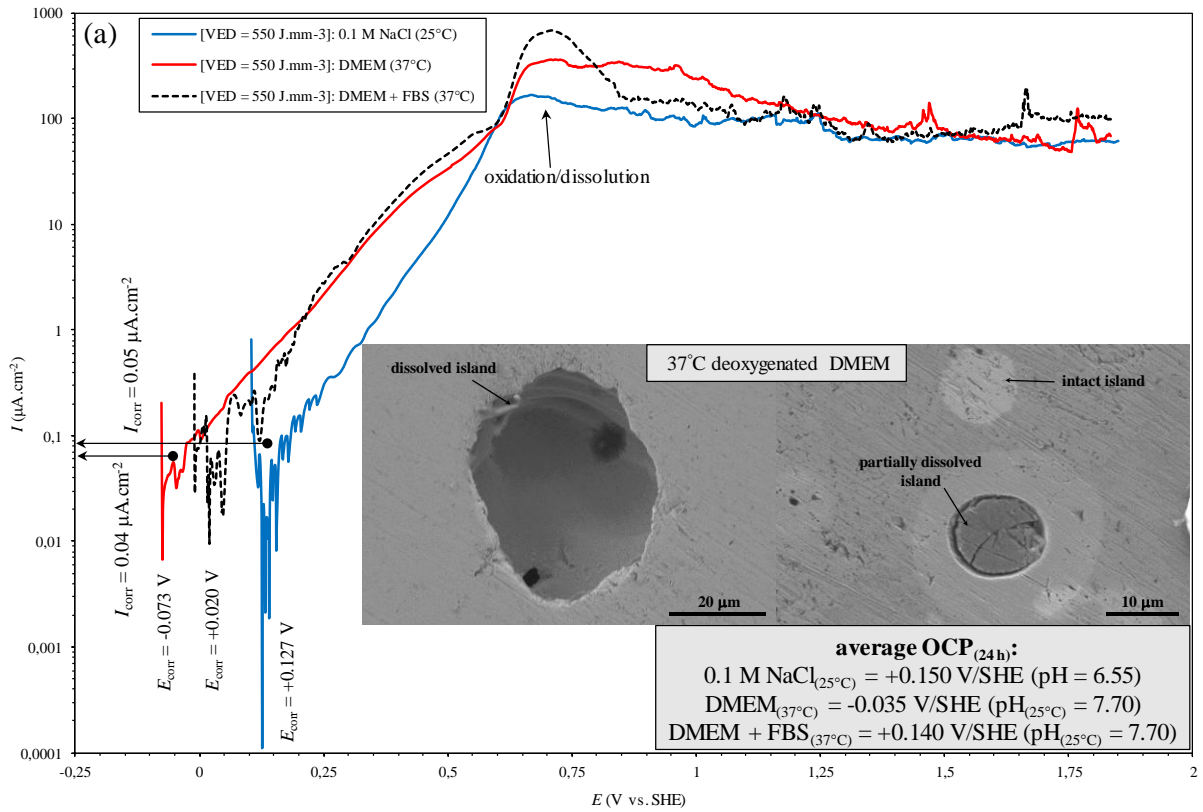 (a)
[VED = 550 J.mm-3]: 0.1 M NaCl (25°C)
[VED = 550 J.mm-3]: DMEM (37°C)
[VED = 550 J.mm-3]: DMEM + FBS (37°C)
1000
100
10
1
0,1
0,01
0,001
0,0001
I (µA.cm⁻²)
oxidation/dissolution
I_corr = 0.05 µA.cm⁻²
I_corr = 0.04 µA.cm⁻²
E_corr = -0.073 V
E_corr = +0.020 V
E_corr = +0.127 V
37°C deoxygenated DMEM
dissolved island
intact island
partially dissolved
island
20 µm
10 µm
average OCP(24 h):
0.1 M NaCl(25°C) = +0.150 V/SHE (pH = 6.55)
DMEM(37°C) = -0.035 V/SHE (pH(25°C) = 7.70)
DMEM + FBS(37°C) = +0.140 V/SHE (pH(25°C) = 7.70)
-0,25 0 0,25 0,5 0,75 1 1,25 1,5 1,75 2
E (V vs. SHE)